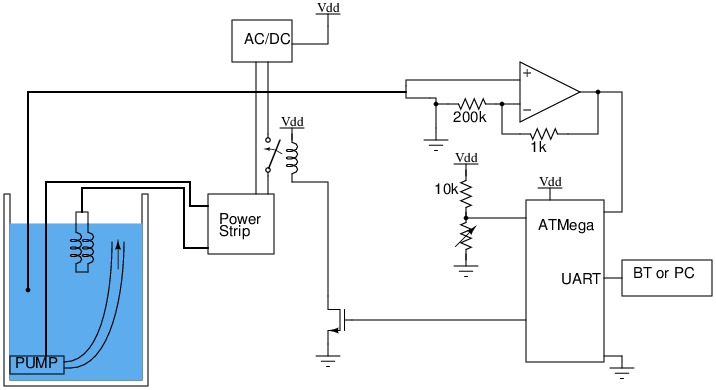 Vdd
AC/DC
+
−
200k
Vdd
1k
Vdd
10k
Vdd
Power
Strip
ATMega
BT or PC
UART
PUMP